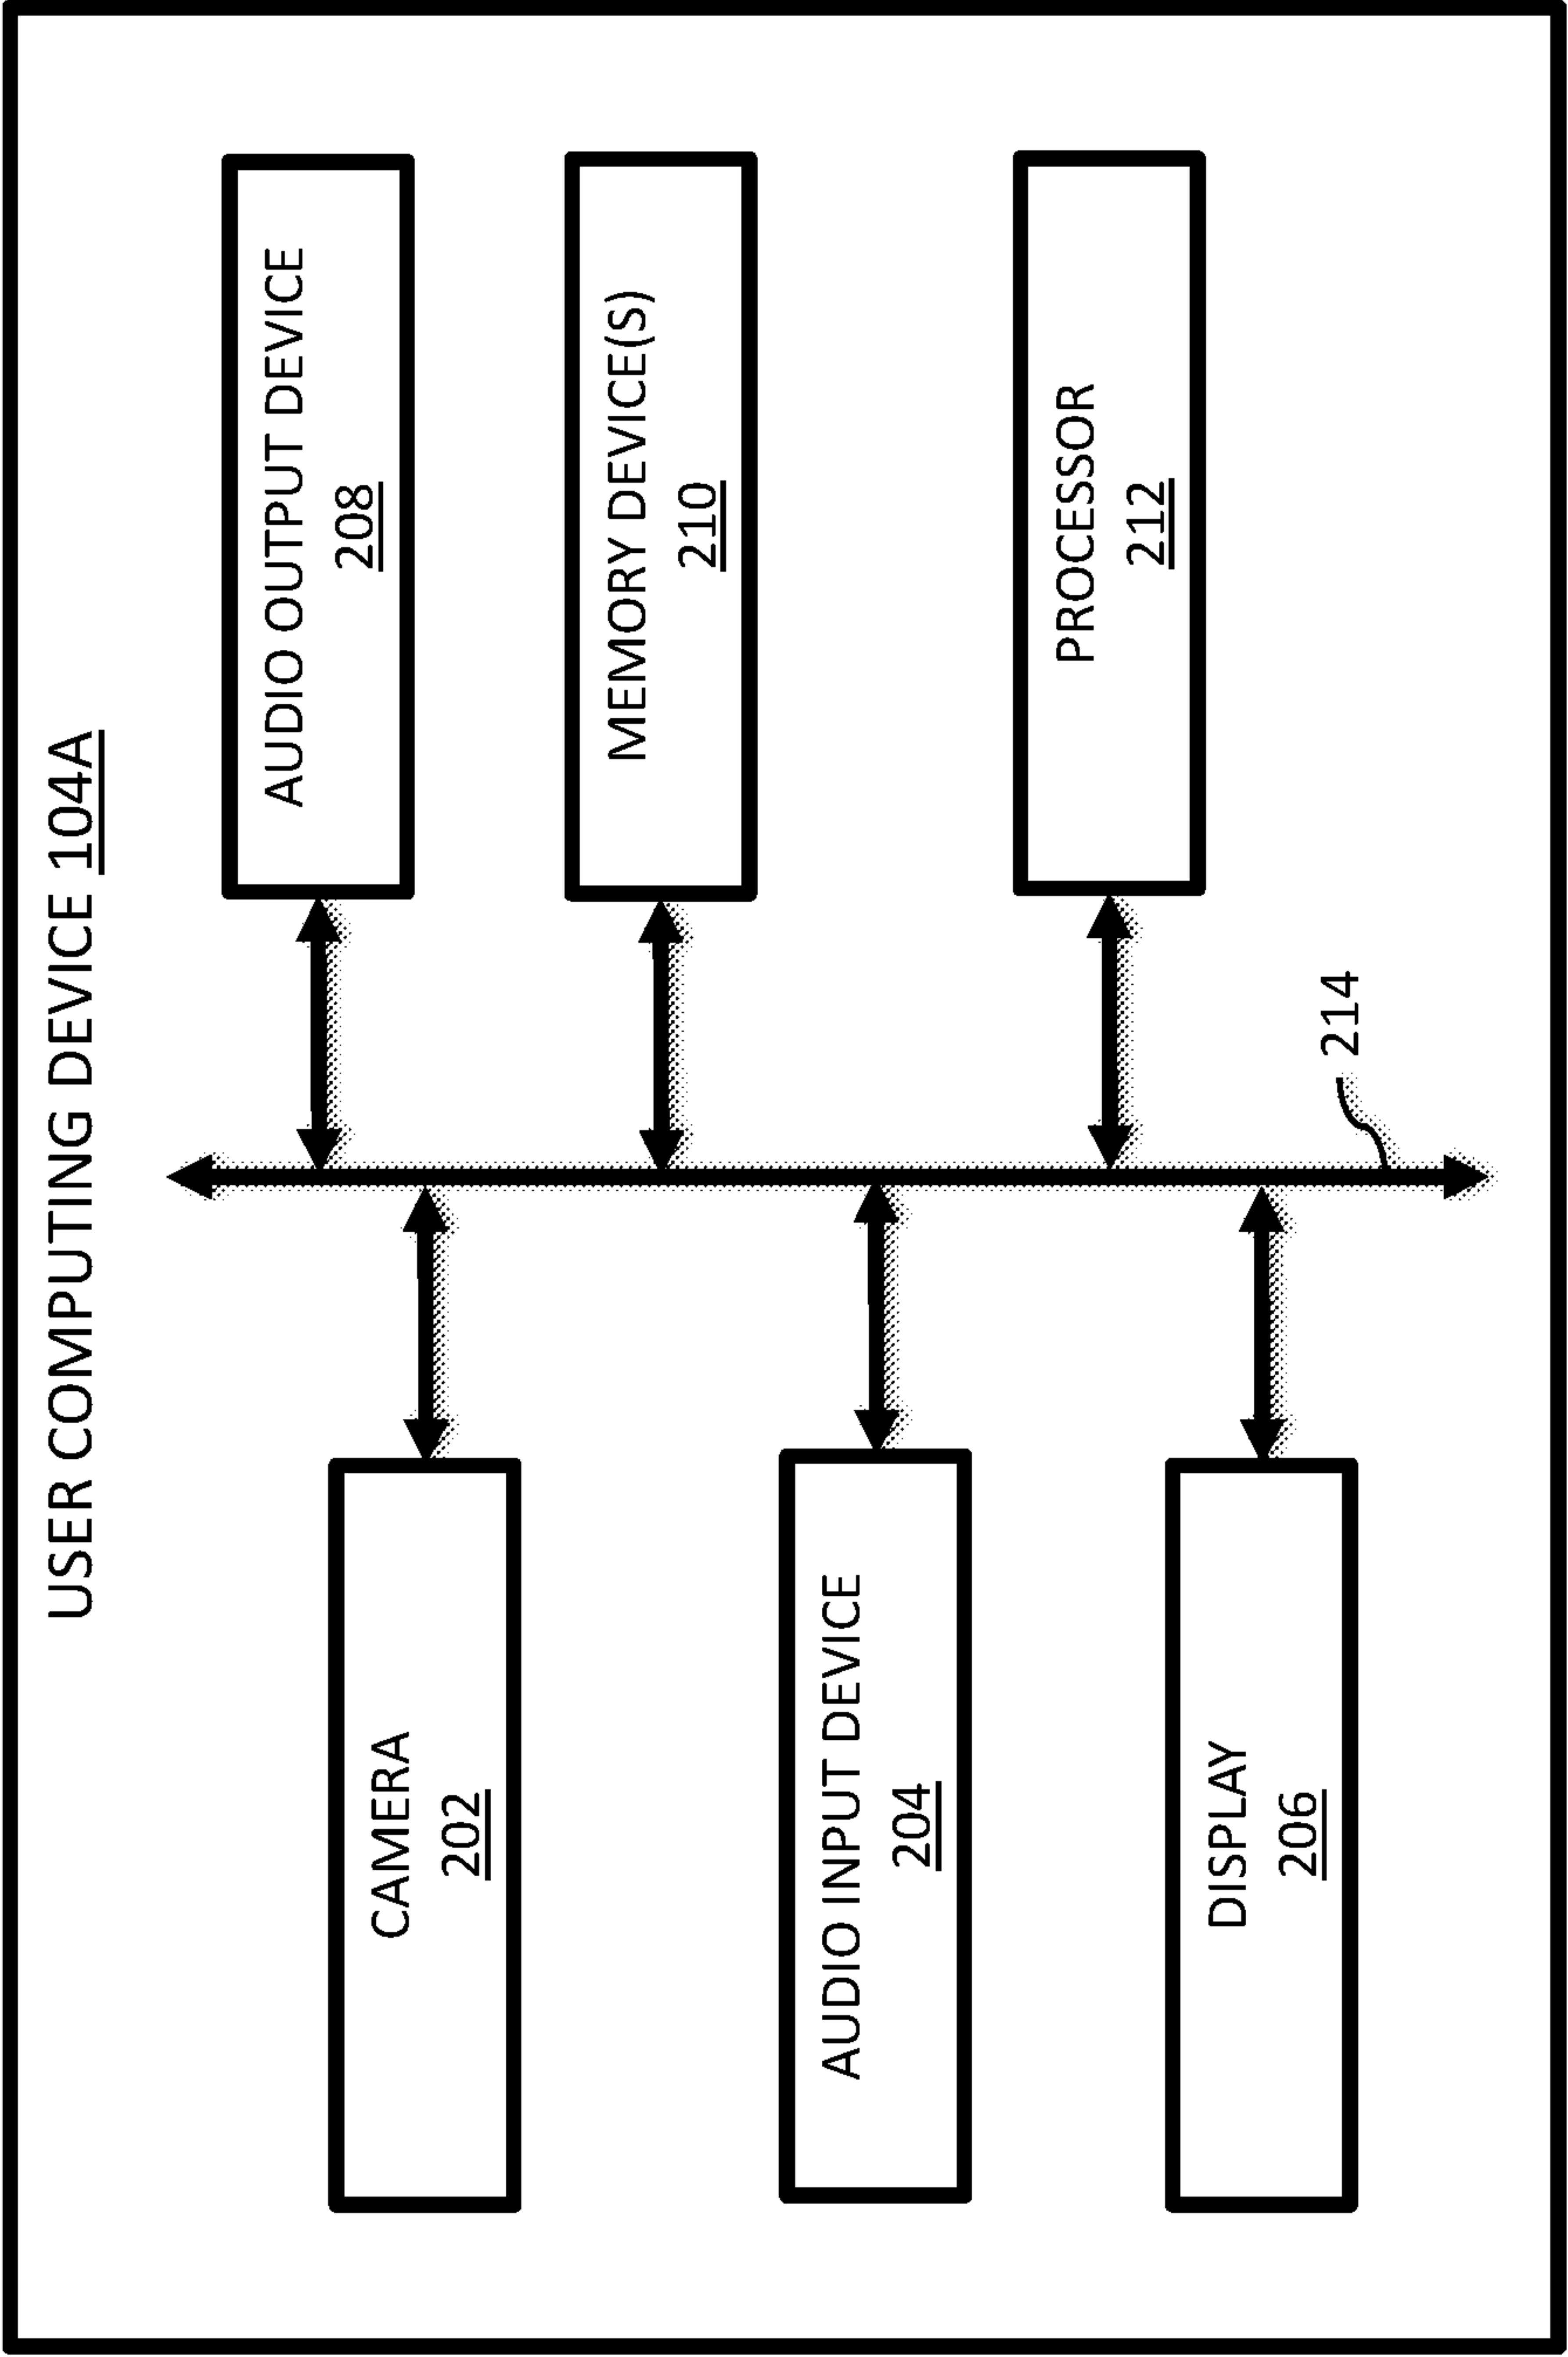 USER COMPUTING DEVICE 104A
CAMERA
202
AUDIO INPUT DEVICE
204
DISPLAY
206
AUDIO OUTPUT DEVICE
208
MEMORY DEVICE(S)
210
PROCESSOR
212
214